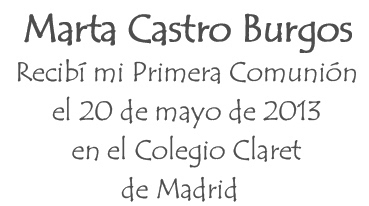 Marta Castro Burgos
Recibí mi Primera Comunión
el 20 de mayo de 2013
en el Colegio Claret
de Madrid